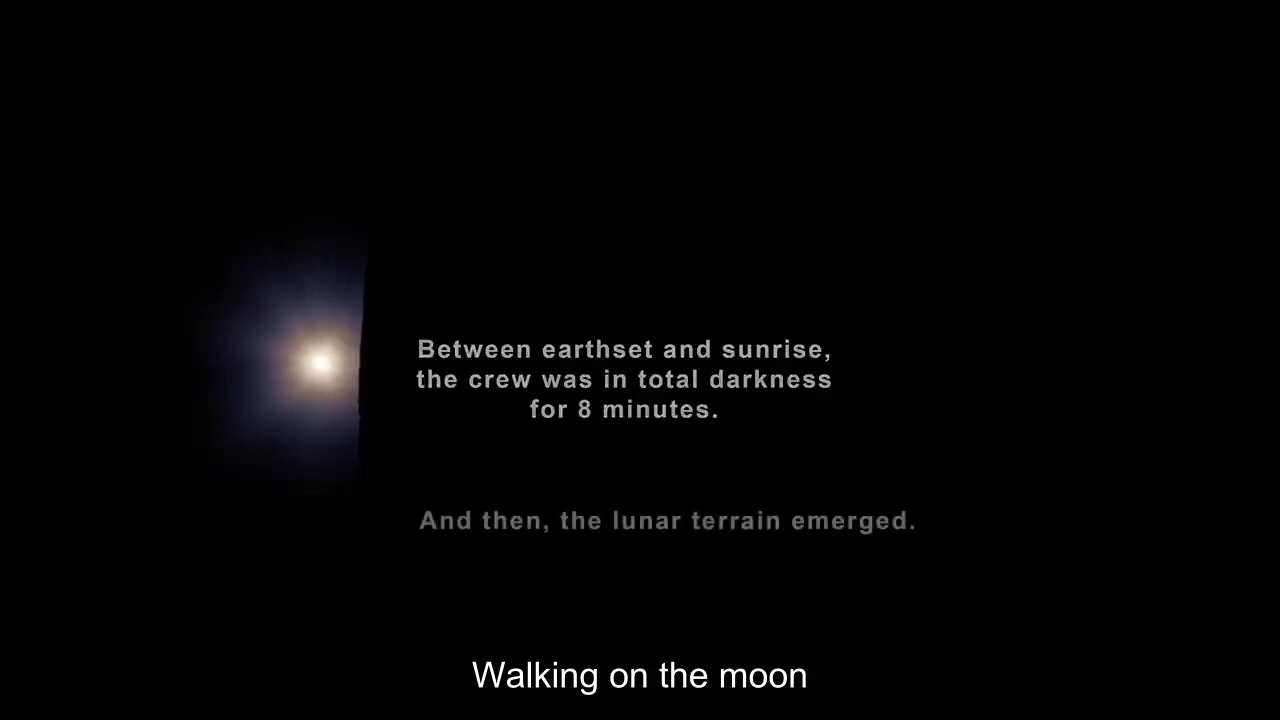 Between earthset and sunrise,
the crew was in total darkness
for 8 minutes.
And then, the lunar terrain emerged.
Walking on the moon